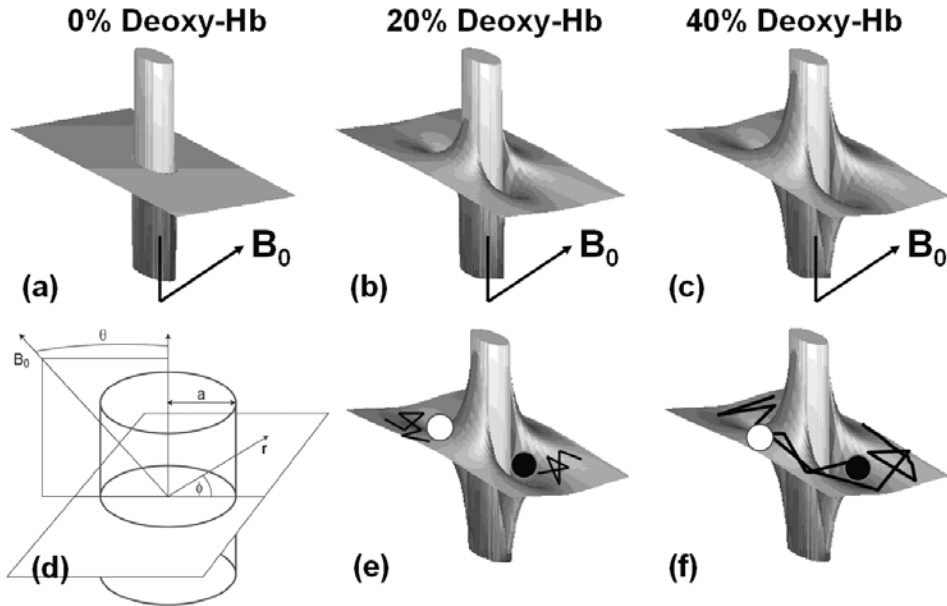 0% Deoxy-Hb
20% Deoxy-Hb
40% Deoxy-Hb
B₀
(a)
B₀
(b)
B₀
(c)
θ
B₀
a
r
ϕ
(d)
(e)
(f)